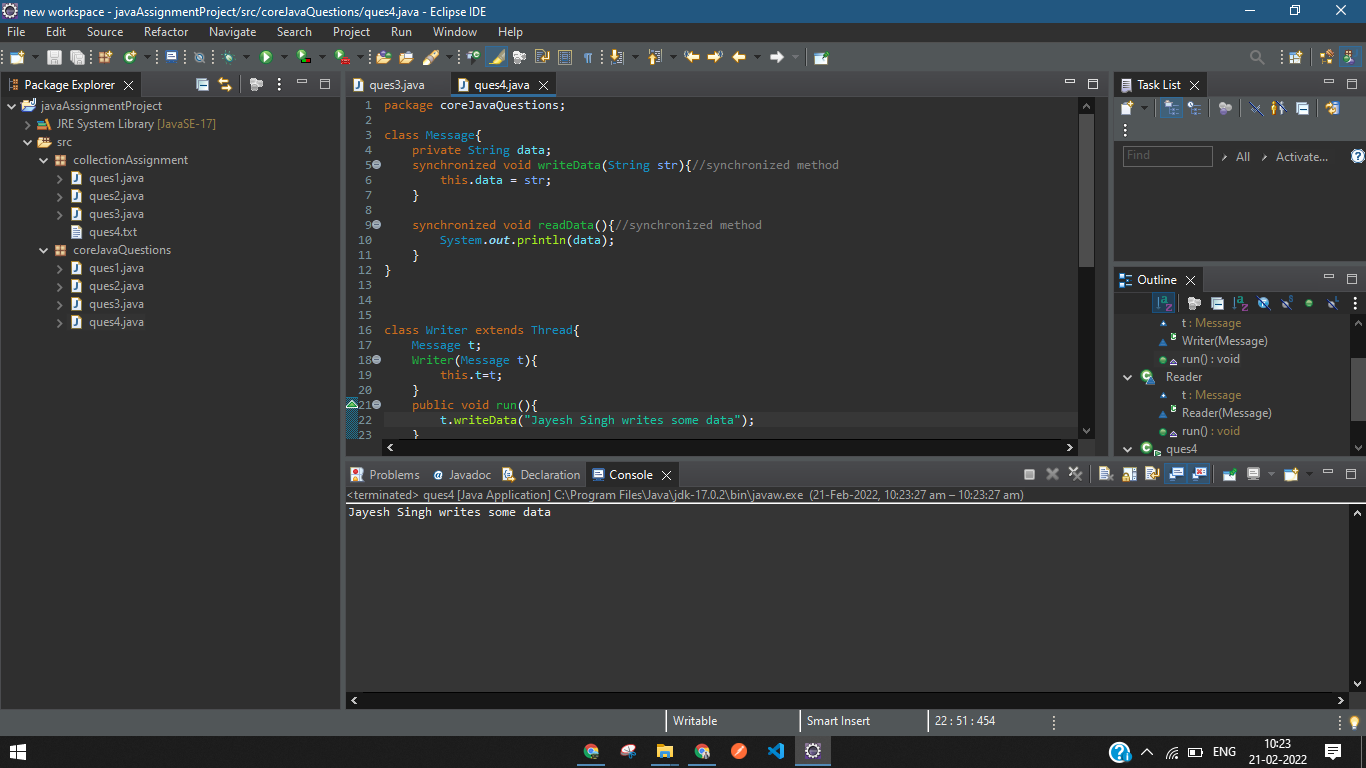 new workspace - javaAssignmentProject/src/coreJavaQuestions/ques4.java - Eclipse IDE
File Edit Source Refactor Navigate Search Project Run Window Help
Package Explorer
javaAssignmentProject
JRE System Library [JavaSE-17]
src
collectionAssignment
ques1.java
ques2.java
ques3.java
ques4.txt
coreJavaQuestions
ques1.java
ques2.java
ques3.java
ques4.java
ques3.java ques4.java
1 package coreJavaQuestions;
2
3 class Message{
4 private String data;
5 synchronized void writeData(String str){//synchronized method
6 this.data = str;
7 }
8
9 synchronized void readData(){//synchronized method
10 System.out.println(data);
11 }
12 }
13
14
15
16 class Writer extends Thread{
17 Message t;
18 Writer(Message t){
19 this.t=t;
20 }
21 public void run(){
22 t.writeData("Jayesh Singh writes some data");
23 }
Task List
Find All Activate...
Outline
t : Message
Writer(Message)
run() : void
Reader
t : Message
Reader(Message)
run() : void
ques4
Problems @ Javadoc Declaration Console
<terminated> ques4 [Java Application] C:\Program Files\Java\jdk-17.0.2\bin\javaw.exe (21-Feb-2022, 10:23:27 am – 10:23:27 am)
Jayesh Singh writes some data
Writable Smart Insert 22 : 51 : 454
ENG
10:23
21-02-2022